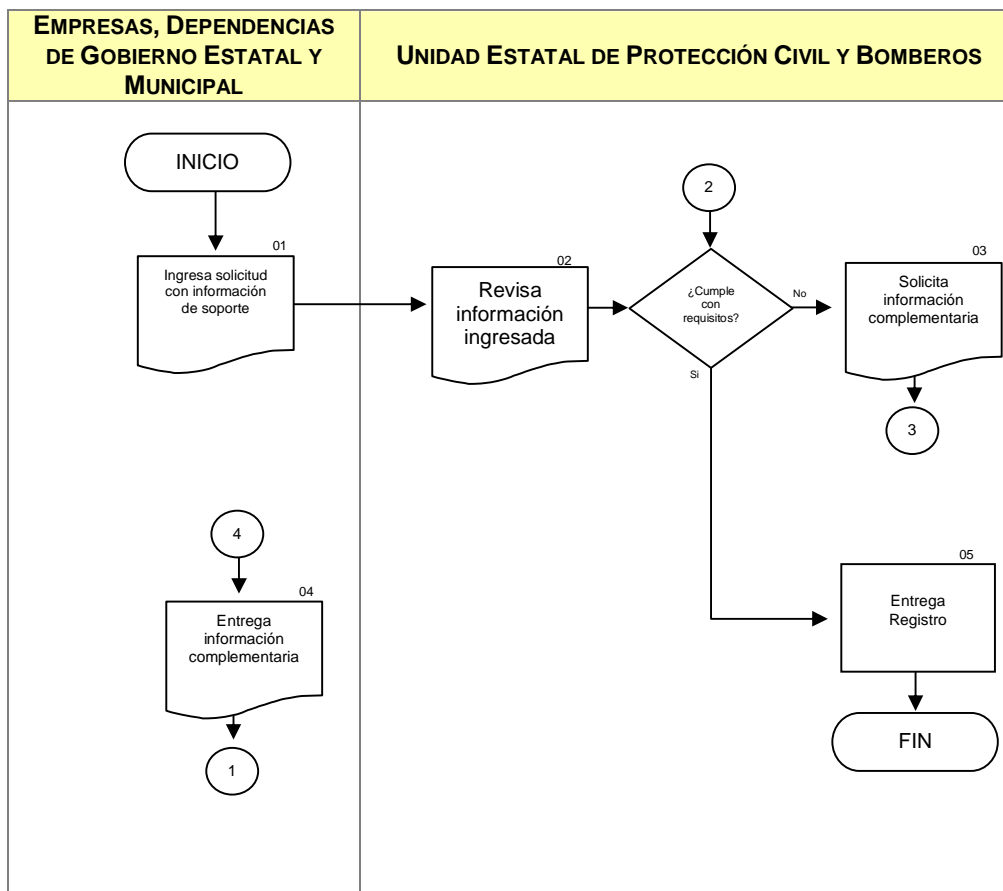 EMPRESAS, DEPENDENCIAS
DE GOBIERNO ESTATAL Y
MUNICIPAL
UNIDAD ESTATAL DE PROTECCIÓN CIVIL Y BOMBEROS
INICIO
01
Ingresa solicitud
con información
de soporte
02
Revisa
información
ingresada
2
¿Cumple
con
requisitos?
No
Si
03
Solicita
información
complementaria
3
4
04
Entrega
información
complementaria
1
05
Entrega
Registro
FIN